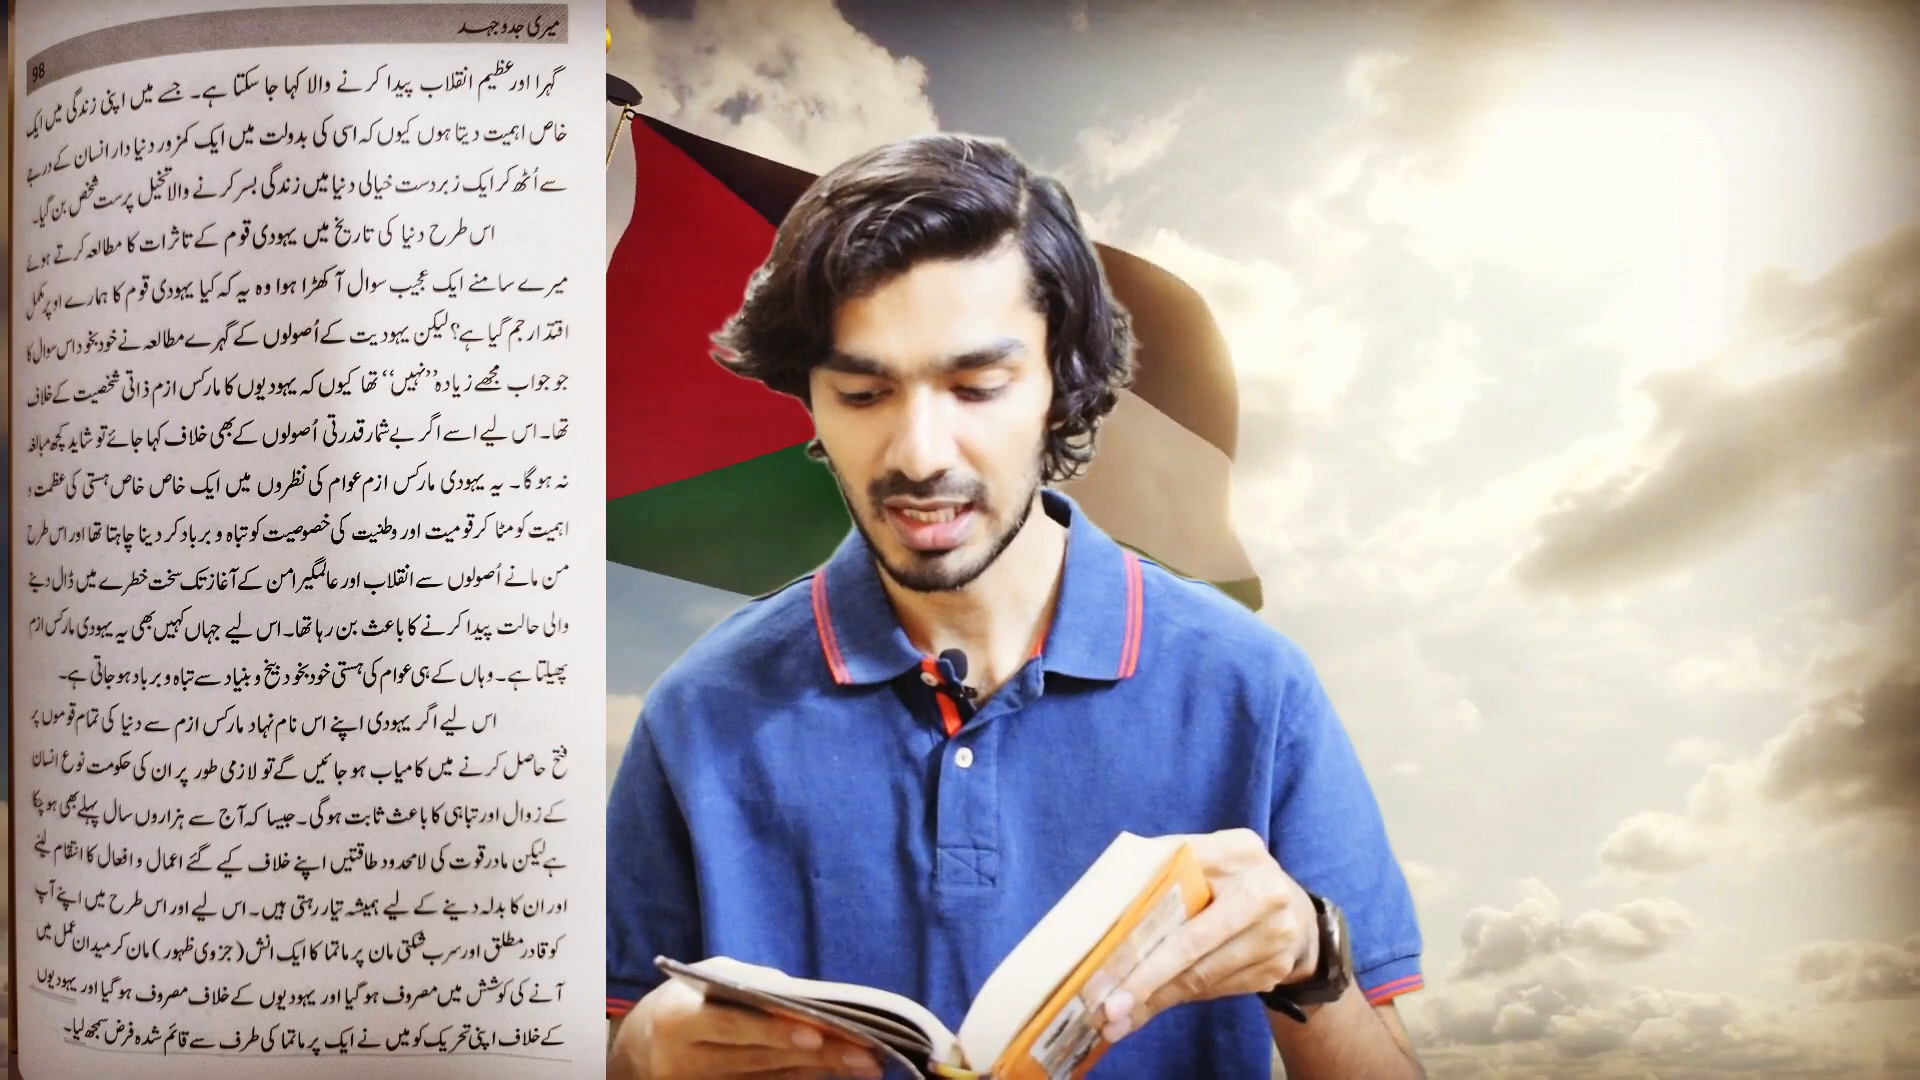 میری جدوجہد
98
گہرا اور عظیم انقلاب پیدا کرنے والا کہا جا سکتا ہے۔ جسے میں اپنی زندگی میں ایک
خاص اہمیت دیتا ہوں کیوں کہ اسی کی بدولت میں ایک کمزور دنیا دار انسان کے درجے
سے اُٹھ کر ایک زبردست خیالی دنیا میں زندگی بسر کرنے والا تخیل پرست شخص بن گیا۔
اس طرح دنیا کی تاریخ میں یہودی قوم کے تاثرات کا مطالعہ کرتے ہوئے
میرے سامنے ایک عجیب سوال آ کھڑا ہوا وہ یہ کہ کیا یہودی قوم کا ہمارے اوپر مکمل
اقتدار جم گیا ہے؟ لیکن یہودیت کے اُصولوں کے گہرے مطالعہ نے خود بخود اس سوال کا
جو جواب مجھے زیادہ ’’نہیں‘‘ تھا کیوں کہ یہودیوں کا مارکس ازم ذاتی شخصیت کے خلاف
تھا۔ اس لیے اسے اگر بے شمار قدرتی اُصولوں کے بھی خلاف کہا جائے تو شاید کچھ مبالغہ
نہ ہو گا۔ یہ یہودی مارکس ازم عوام کی نظروں میں ایک خاص خاص ہستی کی عظمت و
اہمیت کو مٹا کر قومیت اور وطنیت کی خصوصیت کو تباہ و برباد کر دینا چاہتا تھا اور اس طرح
من مانے اُصولوں سے انقلاب اور عالمگیر امن کے آغاز تک سخت خطرے میں ڈال دینے
والی حالت پیدا کرنے کا باعث بن رہا تھا۔ اس لیے جہاں کہیں بھی یہ یہودی مارکس ازم
پھیلتا ہے۔ وہاں کے ہی عوام کی ہستی خود بخود بیخ و بنیاد سے تباہ و برباد ہو جاتی ہے۔
اس لیے اگر یہودی اپنے اس نام نہاد مارکس ازم سے دنیا کی تمام قوموں پر
فتح حاصل کرنے میں کامیاب ہو جائیں گے تو لازمی طور پر ان کی حکومت نوع انسان
کے زوال اور تباہی کا باعث ثابت ہوگی۔ جیسا کہ آج سے ہزاروں سال پہلے بھی ہو چکا
ہے لیکن مادر قوت کی لامحدود طاقتیں اپنے خلاف کیے گئے اعمال و افعال کا انتقام لینے
اور ان کا بدلہ دینے کے لیے ہمیشہ تیار رہتی ہیں۔ اس لیے اور اس طرح میں اپنے آپ
کو قادر مطلق اور سرب شکتی مان پرماتما کا ایک انش (جزوی ظہور) مان کر میدان عمل میں
آنے کی کوشش میں مصروف ہو گیا اور یہودیوں کے خلاف مصروف ہو گیا اور یہودیوں
کے خلاف اپنی تحریک کو میں نے ایک پرماتما کی طرف سے قائم شدہ فرض سمجھ لیا۔